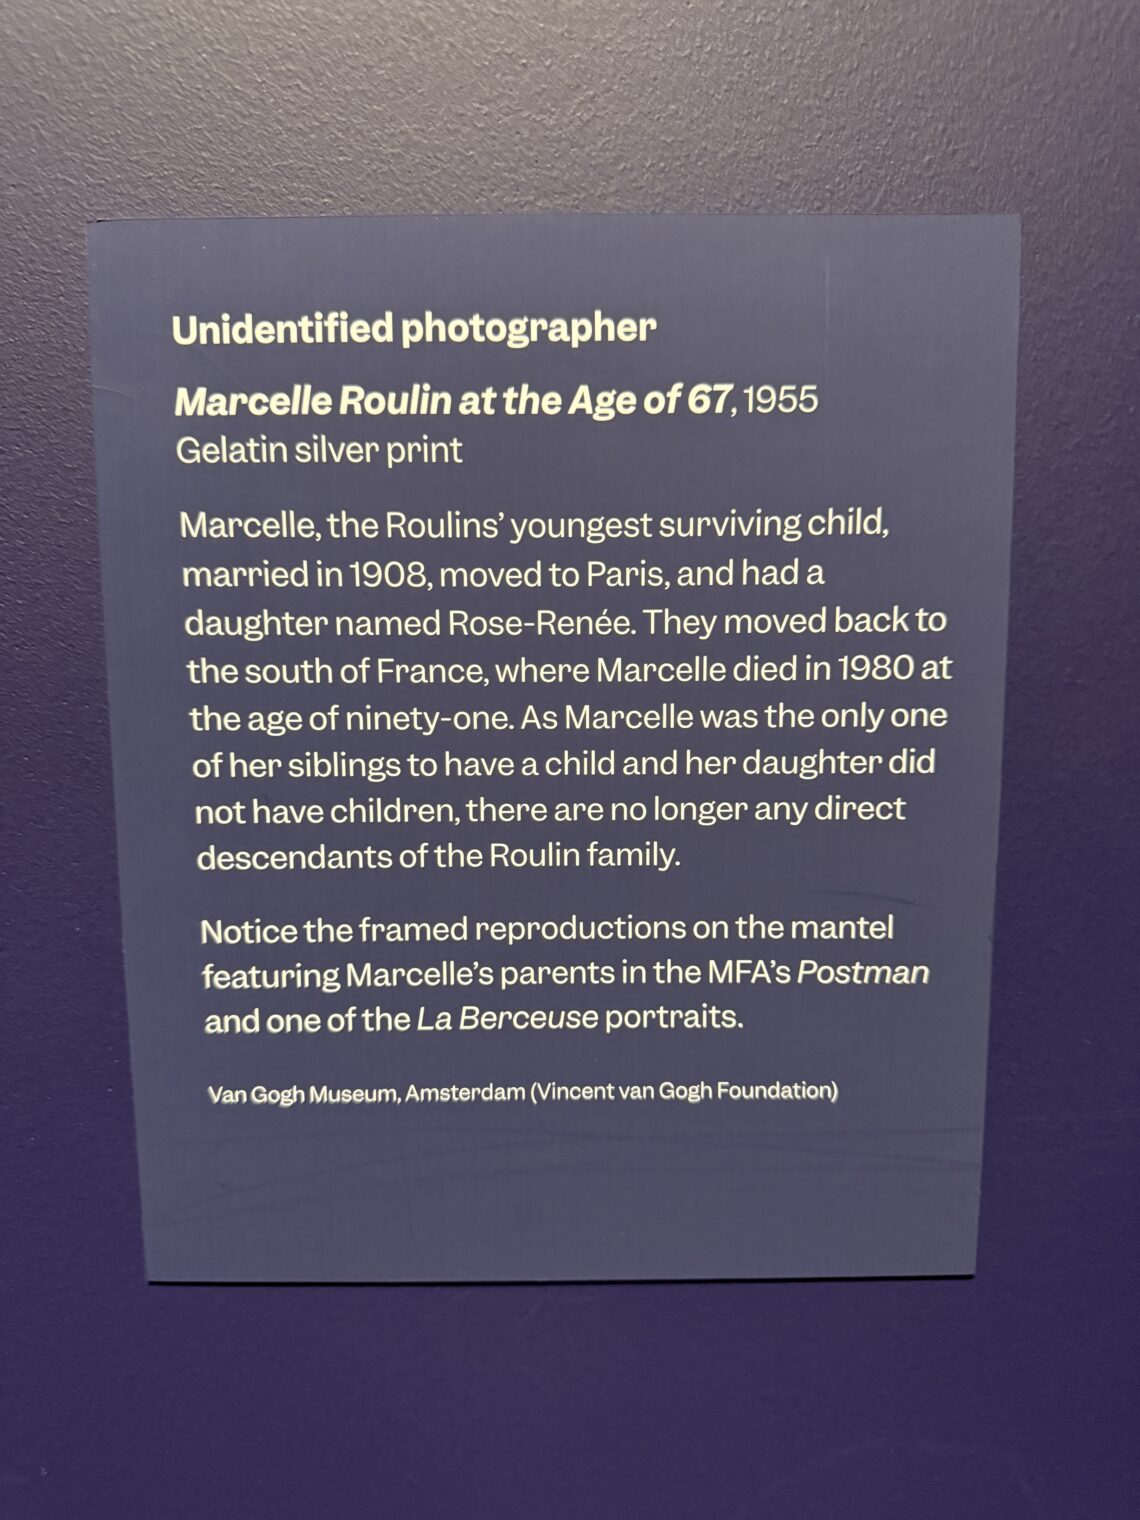 Unidentified photographer
Marcelle Roulin at the Age of 67, 1955
Gelatin silver print
Marcelle, the Roulins’ youngest surviving child,
married in 1908, moved to Paris, and had a
daughter named Rose-Renée. They moved back to
the south of France, where Marcelle died in 1980 at
the age of ninety-one. As Marcelle was the only one
of her siblings to have a child and her daughter did
not have children, there are no longer any direct
descendants of the Roulin family.
Notice the framed reproductions on the mantel
featuring Marcelle’s parents in the MFA’s Postman
and one of the La Berceuse portraits.
Van Gogh Museum, Amsterdam (Vincent van Gogh Foundation)